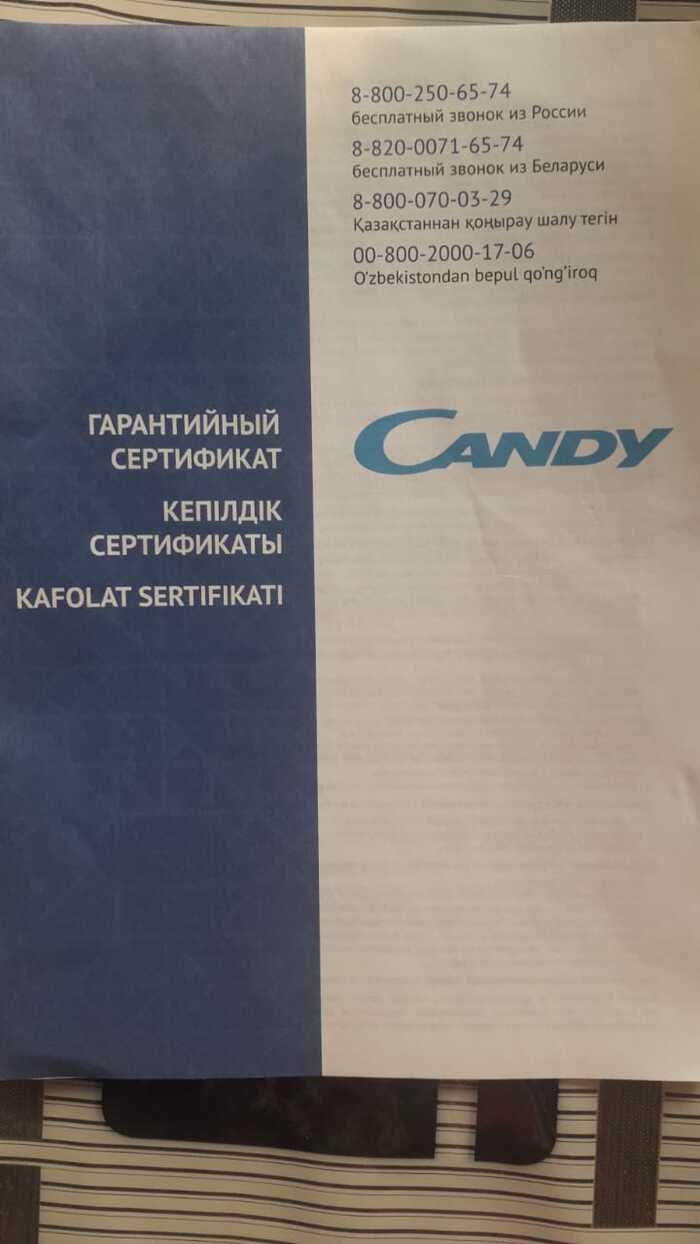 8-800-250-65-74
бесплатный звонок из России
8-820-0071-65-74
бесплатный звонок из Беларуси
8-800-070-03-29
Қазақстаннан қоңырау шалу тегін
00-800-2000-17-06
O'zbekistondan bepul qo'ng'iroq
ГАРАНТИЙНЫЙ
СЕРТИФИКАТ
КЕПІЛДІК
СЕРТИФИКАТЫ
KAFOLAT SERTIFIKATI
CANDY